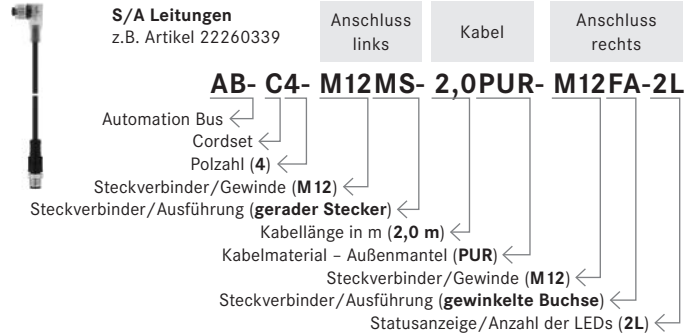 S/A Leitungen
z.B. Artikel 22260339
Anschluss
links
Kabel
Anschluss
rechts
AB- C4- M12MS- 2,0PUR- M12FA-2L
Automation Bus
Cordset
Polzahl (4)
Steckverbinder/Gewinde (M12)
Steckverbinder/Ausführung (gerader Stecker)
Kabellänge in m (2,0 m)
Kabelmaterial – Außenmantel (PUR)
Steckverbinder/Gewinde (M12)
Steckverbinder/Ausführung (gewinkelte Buchse)
Statusanzeige/Anzahl der LEDs (2L)